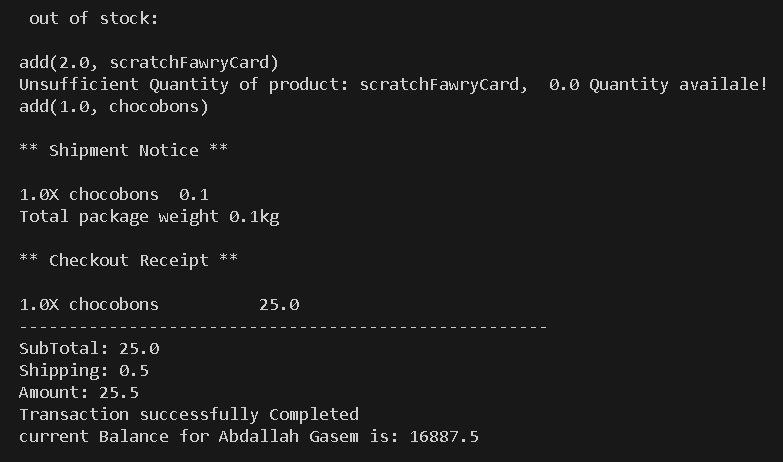 out of stock:
add(2.0, scratchFawryCard)
Unsufficient Quantity of product: scratchFawryCard,  0.0 Quantity availale!
add(1.0, chocobons)
** Shipment Notice **
1.0X chocobons  0.1
Total package weight 0.1kg
** Checkout Receipt **
1.0X chocobons          25.0
-----------------------------------------------------
SubTotal: 25.0
Shipping: 0.5
Amount: 25.5
Transaction successfully Completed
current Balance for Abdallah Gasem is: 16887.5